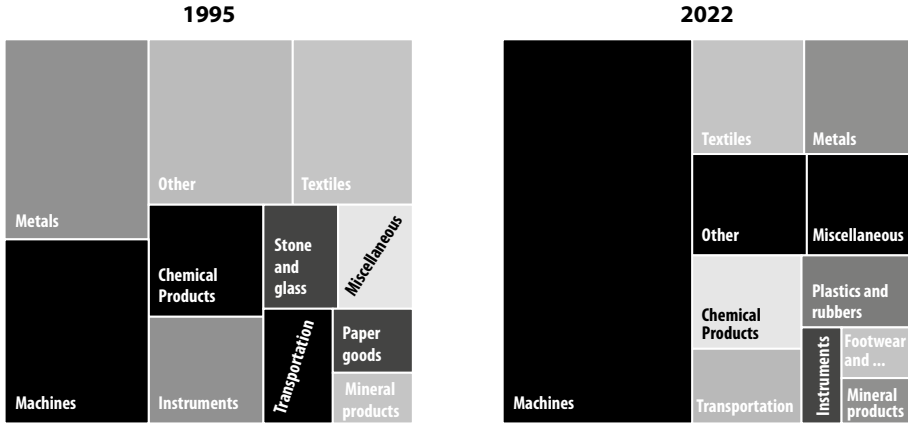 1995
2022
Metals
Other
Textiles
Machines
Chemical
Products
Stone
and
glass
Miscellaneous
Instruments
Transportation
Paper
goods
Mineral
products
Machines
Textiles
Metals
Other
Miscellaneous
Chemical
Products
Plastics and
rubbers
Transportation
Instruments
Footwear
and ...
Mineral
products